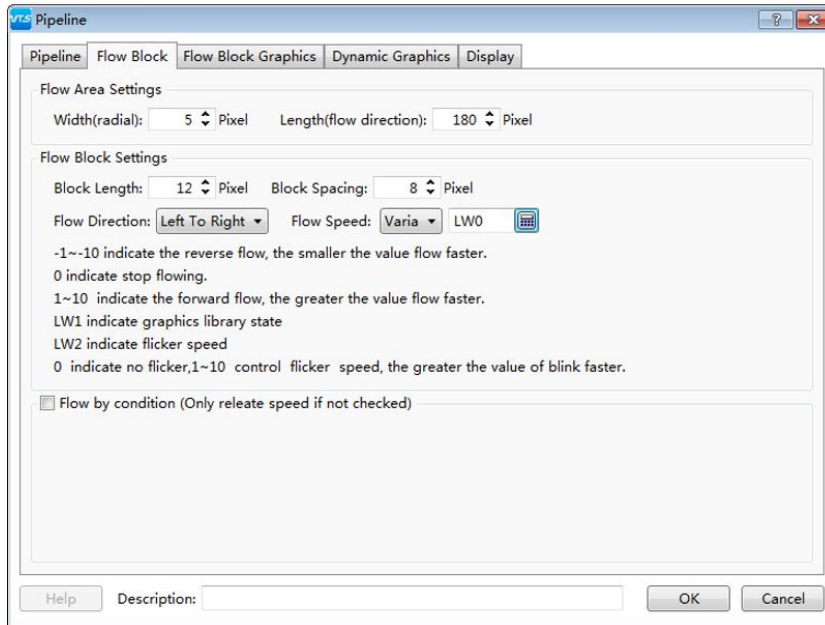 VTS Pipeline
Pipeline Flow Block Flow Block Graphics Dynamic Graphics Display
Flow Area Settings
Width(radial): 5 Pixel Length(flow direction): 180 Pixel
Flow Block Settings
Block Length: 12 Pixel Block Spacing: 8 Pixel
Flow Direction: Left To Right Flow Speed: Varia LW0
-1~-10 indicate the reverse flow, the smaller the value flow faster.
0 indicate stop flowing.
1~10 indicate the forward flow, the greater the value flow faster.
LW1 indicate graphics library state
LW2 indicate flicker speed
0 indicate no flicker,1~10 control flicker speed, the greater the value of blink faster.
Flow by condition (Only releate speed if not checked)
Help Description: OK Cancel